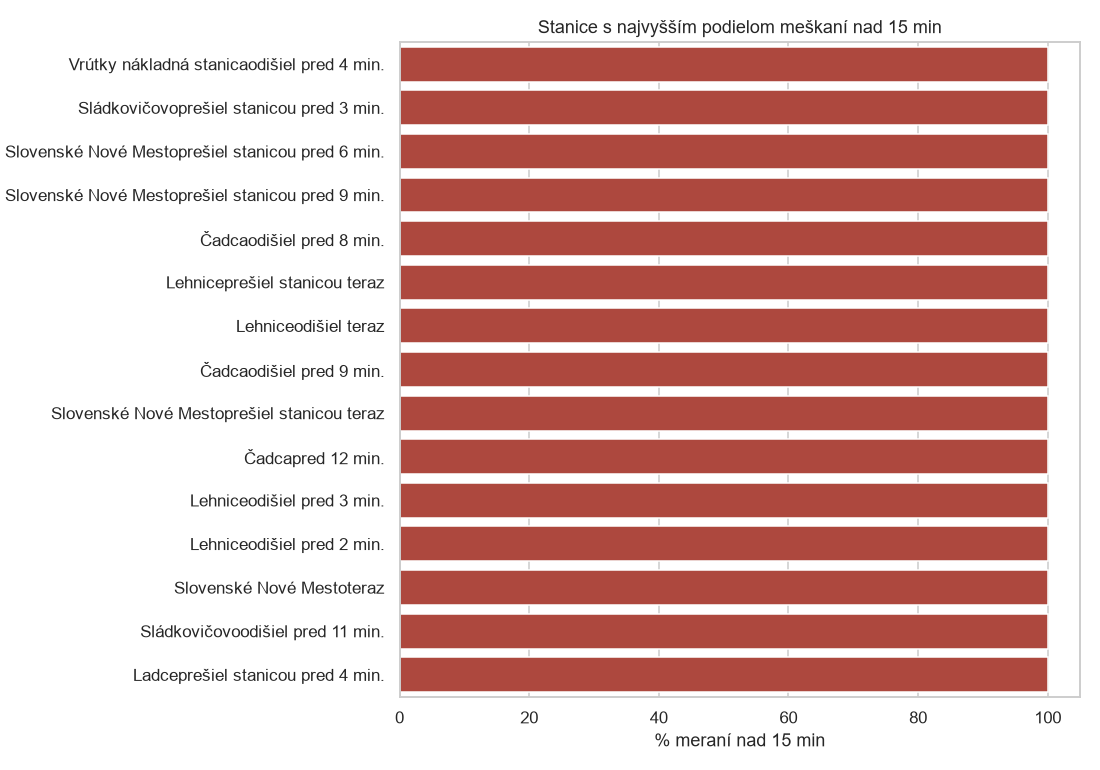 Stanice s najvyšším podielom meškaní nad 15 min
Vrútky nákladná stanicaodišiel pred 4 min.
Sládkovičovoprešiel stanicou pred 3 min.
Slovenské Nové Mestoprešiel stanicou pred 6 min.
Slovenské Nové Mestoprešiel stanicou pred 9 min.
Čadcaodišiel pred 8 min.
Lehniceprešiel stanicou teraz
Lehniceodišiel teraz
Čadcaodišiel pred 9 min.
Slovenské Nové Mestoprešiel stanicou teraz
Čadcapred 12 min.
Lehniceodišiel pred 3 min.
Lehniceodišiel pred 2 min.
Slovenské Nové Mestoteraz
Sládkovičovoodišiel pred 11 min.
Ladceprešiel stanicou pred 4 min.
0 20 40 60 80 100
% meraní nad 15 min